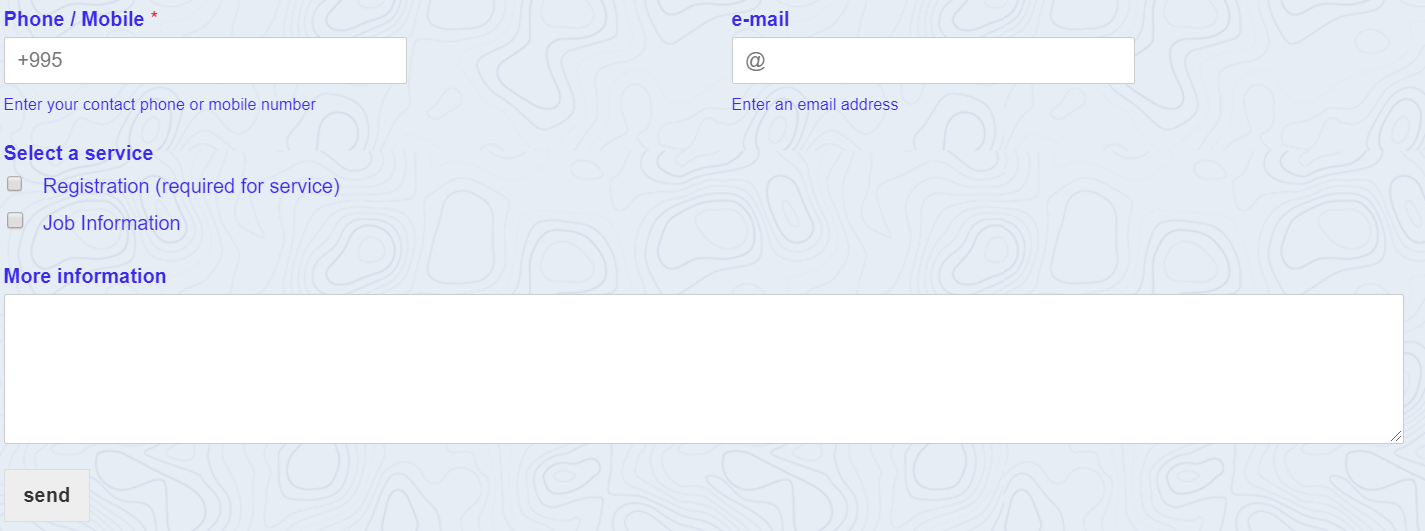 Phone / Mobile *
e-mail
+995
@
Enter your contact phone or mobile number
Enter an email address
Select a service
Registration (required for service)
Job Information
More information
send